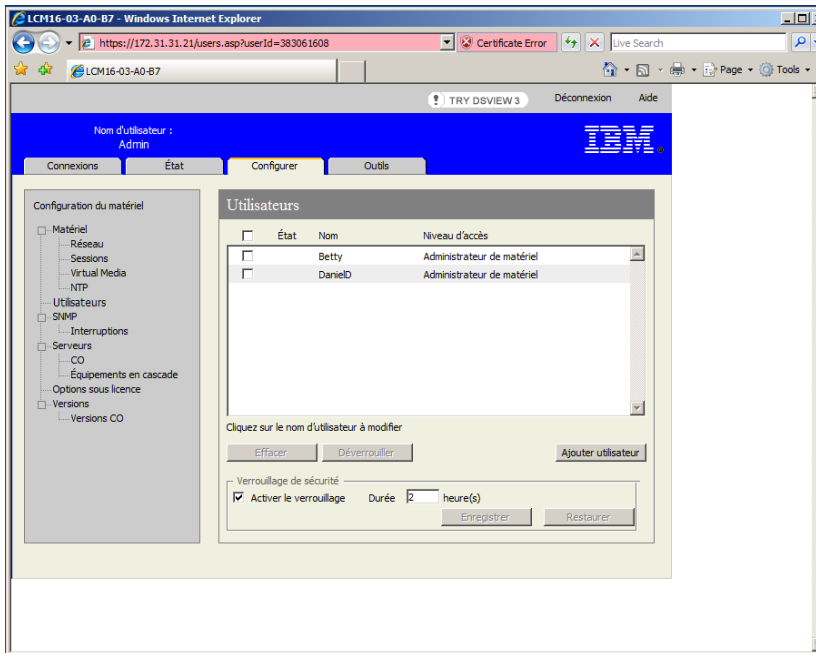 LCM16-03-A0-B7 - Windows Internet Explorer
https://172.31.31.21/users.asp?userId=383061608
Certificate Error
Live Search
LCM16-03-A0-B7
Page
Tools
TRY DSVIEW 3
Déconnexion
Aide
Nom d'utilisateur :
Admin
IBM
Connexions
État
Configurer
Outils
Configuration du matériel
Matériel
Réseau
Sessions
Virtual Media
NTP
Utilisateurs
SNMP
Interruptions
Serveurs
CO
Équipements en cascade
Options sous licence
Versions
Versions CO
Utilisateurs
État Nom Niveau d'accès
Betty Administrateur de matériel
DanielD Administrateur de matériel
Cliquez sur le nom d'utilisateur à modifier
Effacer Déverrouiller Ajouter utilisateur
Verrouillage de sécurité
Activer le verrouillage Durée 2 heure(s)
Enregistrer Restaurer